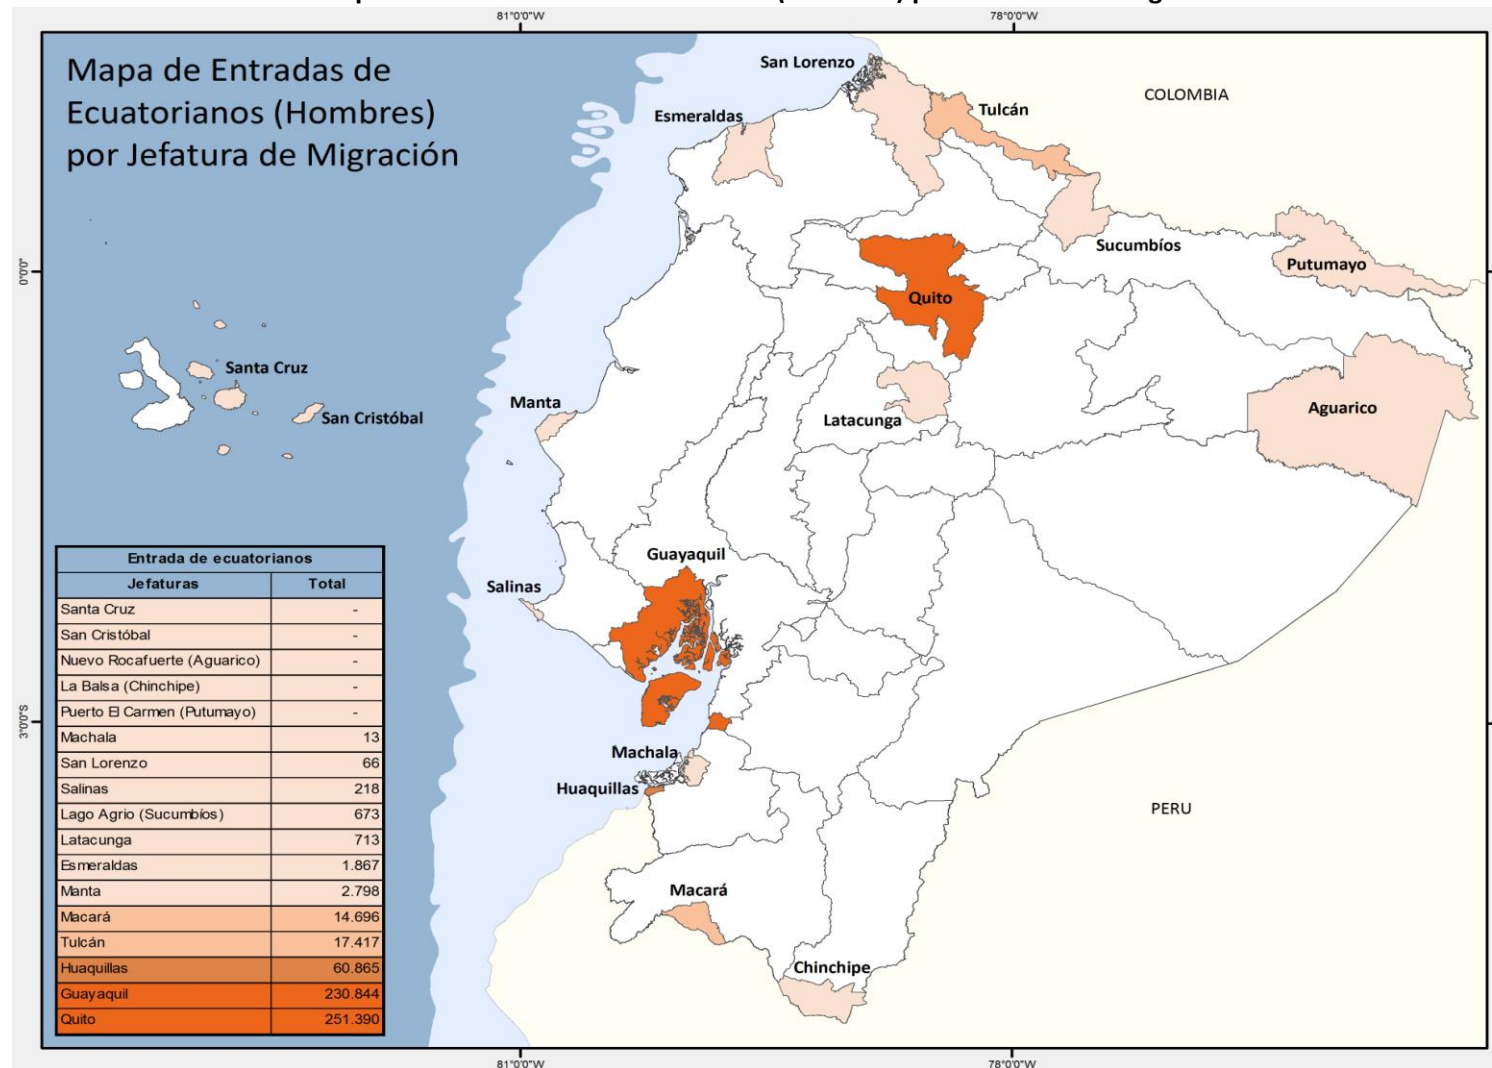 81°0'0"W 78°0'0"W
Mapa de Entradas de
Ecuatorianos (Hombres)
por Jefatura de Migración
San Lorenzo
COLOMBIA
Tulcán
Esmeraldas
Sucumbíos
Putumayo
0°0'0"
Quito
Santa Cruz
San Cristóbal
Manta
Latacunga
Aguarico
Guayaquil
Salinas
3°0'0"S
Machala
Huaquillas
PERU
Macará
Chinchipe
Entrada de ecuatorianos
Jefaturas Total
Santa Cruz -
San Cristóbal -
Nuevo Rocafuerte (Aguarico) -
La Balsa (Chinchipe) -
Puerto El Carmen (Putumayo) -
Machala 13
San Lorenzo 66
Salinas 218
Lago Agrio (Sucumbíos) 673
Latacunga 713
Esmeraldas 1.867
Manta 2.798
Macará 14.696
Tulcán 17.417
Huaquillas 60.865
Guayaquil 230.844
Quito 251.390
81°0'0"W 78°0'0"W